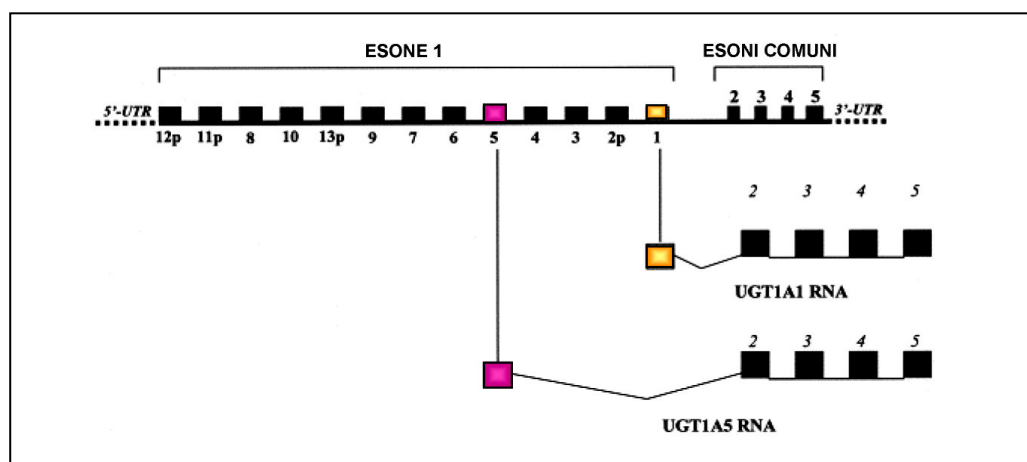 ESONE 1 ESONI COMUNI
5'-UTR 2 3 4 5 3'-UTR
12p 11p 8 10 13p 9 7 6 5 4 3 2p 1
2 3 4 5
UGT1A1 RNA
2 3 4 5
UGT1A5 RNA